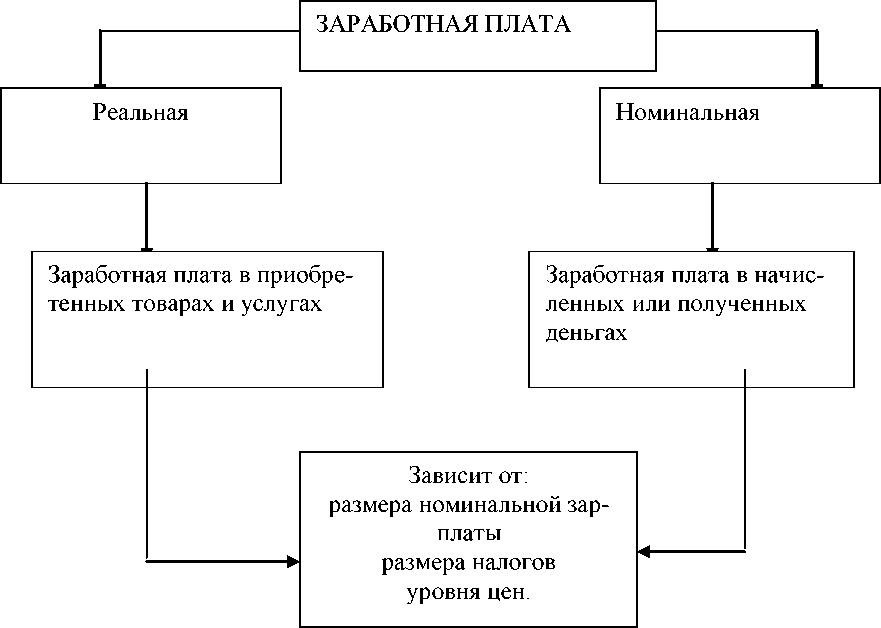 ЗАРАБОТНАЯ ПЛАТА
Реальная
Номинальная
Заработная плата в приобре-
тенных товарах и услугах
Заработная плата в начис-
ленных или полученных
деньгах
Зависит от:
размера номинальной зар-
платы
размера налогов
уровня цен.